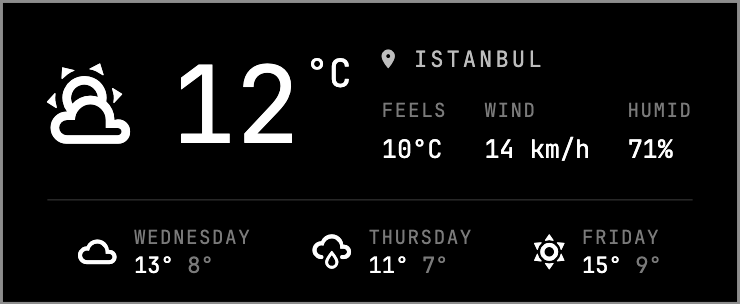 12°C
ISTANBUL
FEELS WIND HUMID
10°C 14 km/h 71%
WEDNESDAY THURSDAY FRIDAY
13° 8° 11° 7° 15° 9°